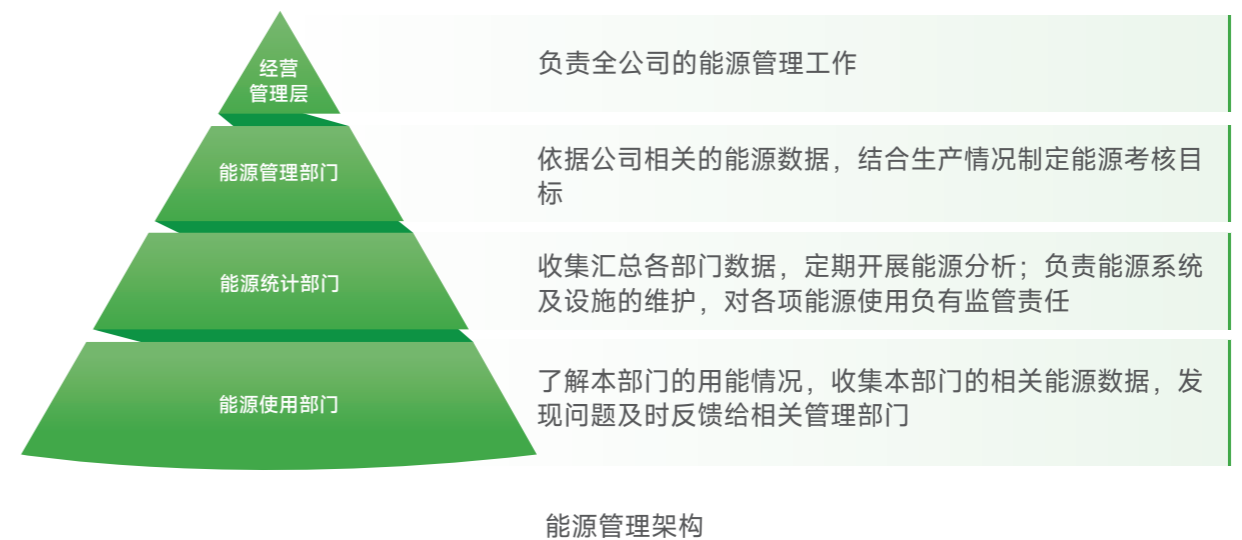 经营
管理层
负责全公司的能源管理工作
能源管理部门
依据公司相关的能源数据，结合生产情况制定能源考核目
标
能源统计部门
收集汇总各部门数据，定期开展能源分析；负责能源系统
及设施的维护，对各项能源使用负有监管责任
能源使用部门
了解本部门的用能情况，收集本部门的相关能源数据，发
现问题及时反馈给相关管理部门
能源管理架构